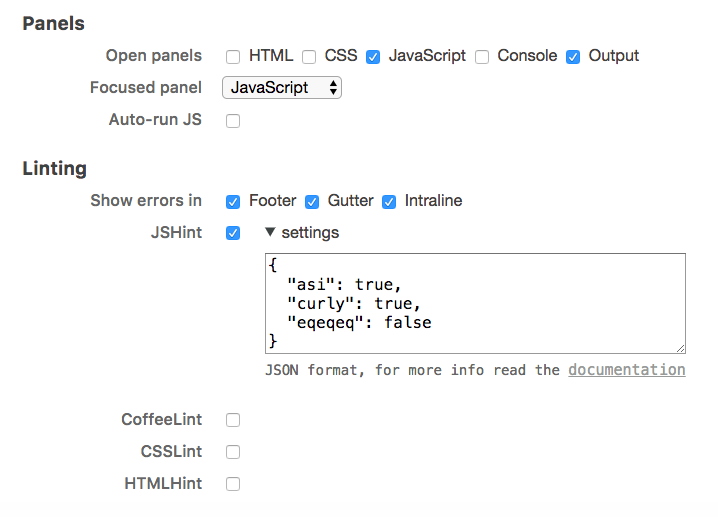 Panels
Open panels HTML CSS JavaScript Console Output
Focused panel JavaScript
Auto-run JS
Linting
Show errors in Footer Gutter Intraline
JSHint ▼ settings
{
"asi": true,
"curly": true,
"eqeqeq": false
}
JSON format, for more info read the documentation
CoffeeLint
CSSLint
HTMLHint